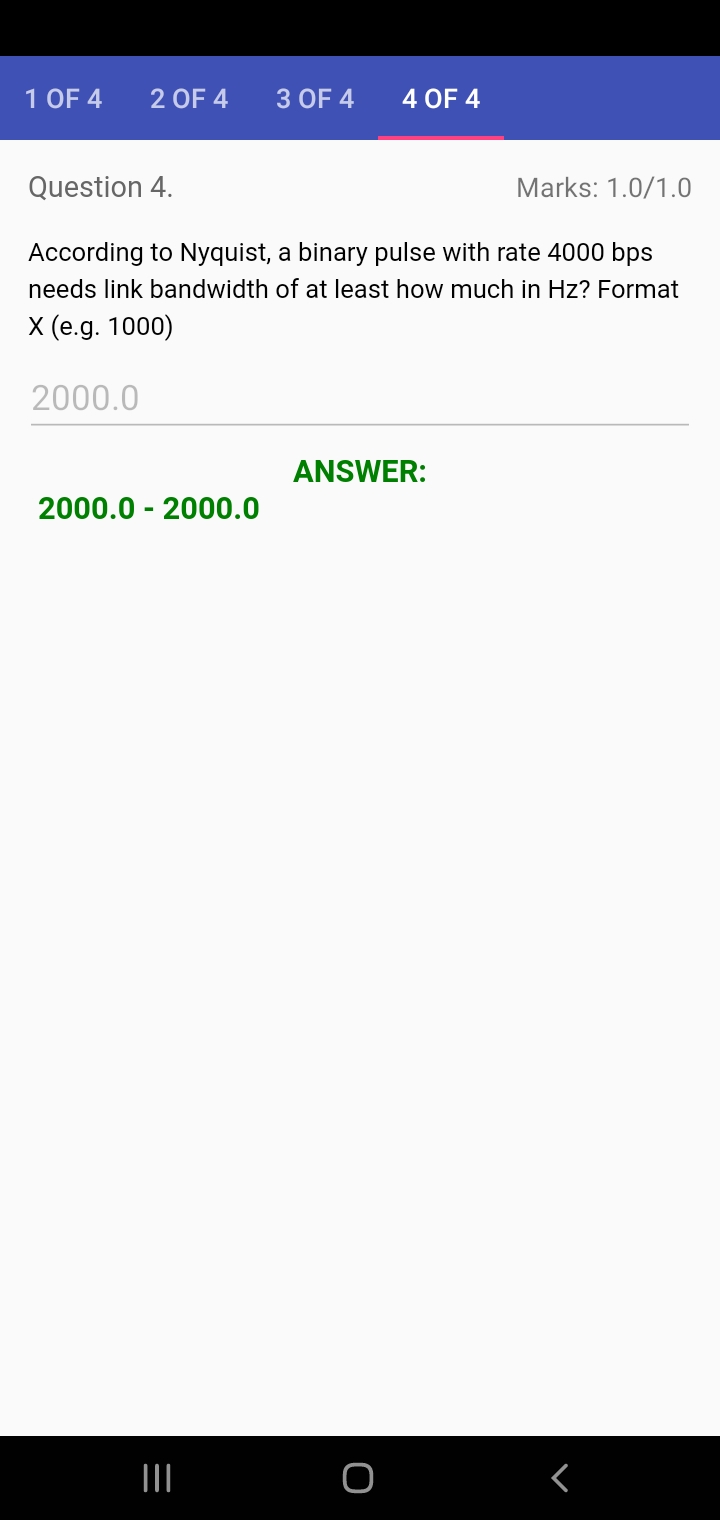 1 OF 4 2 OF 4 3 OF 4 4 OF 4
Question 4. Marks: 1.0/1.0
According to Nyquist, a binary pulse with rate 4000 bps
needs link bandwidth of at least how much in Hz? Format
X (e.g. 1000)
2000.0
ANSWER:
2000.0 - 2000.0